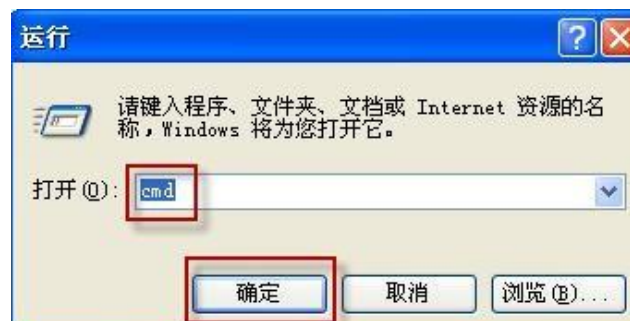 运行
请键入程序、文件夹、文档或 Internet 资源的名
称，Windows 将为您打开它。
打开(O): cmd
确定 取消 浏览(B)...